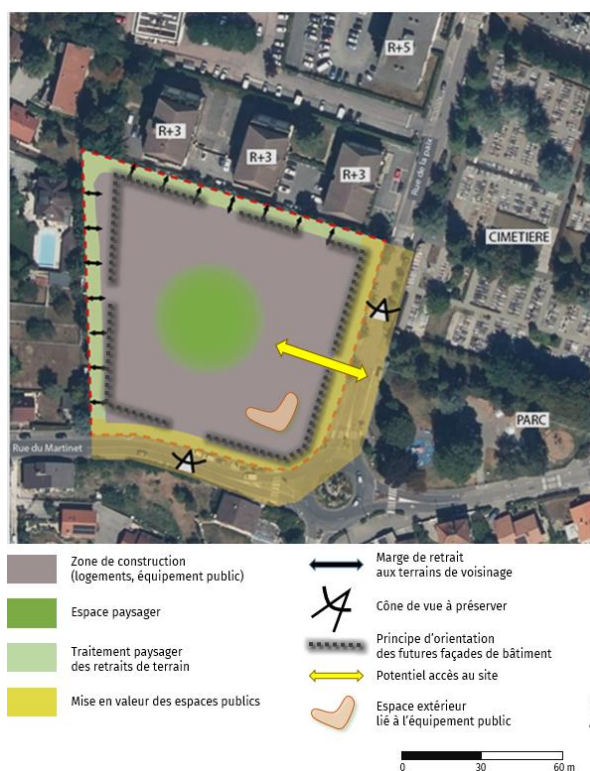 R+5
R+3
R+3
R+3
Rue de la paix
CIMETIERE
PARC
Rue du Martinet
Zone de construction
(logements, équipement public)
Espace paysager
Traitement paysager
des retraits de terrain
Mise en valeur des espaces publics
Marge de retrait
aux terrains de voisinage
Cône de vue à préserver
Principe d'orientation
des futures façades de bâtiment
Potentiel accès au site
Espace extérieur
lié à l'équipement public
0 30 60 m